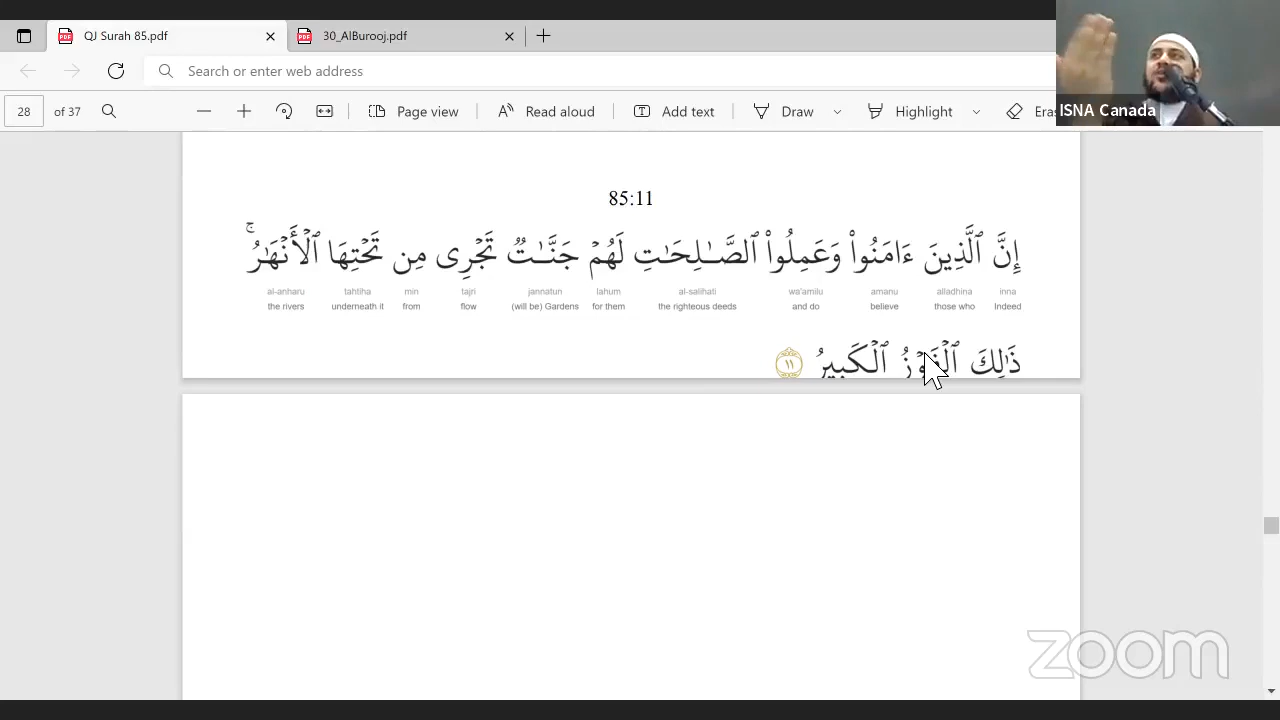 QJ Surah 85.pdf
30_AlBurooj.pdf
Search or enter web address
28 of 37
Page view
Read aloud
Add text
Draw
Highlight
Eras
ISNA Canada
85:11
إِنَّ ٱلَّذِينَ ءَامَنُوا۟ وَعَمِلُوا۟ ٱلصَّـٰلِحَـٰتِ لَهُمْ جَنَّـٰتٌ تَجْرِى مِن تَحْتِهَا ٱلْأَنْهَـٰرُ ۚ
al-anharu tahtiha min tajri jannatun lahum al-salihati wa'amilu amanu alladhina inna
the rivers underneath it from flow (will be) Gardens for them the righteous deeds and do believe those who Indeed
ذَٰلِكَ ٱلْفَوْزُ ٱلْكَبِيرُ ١١
zoom